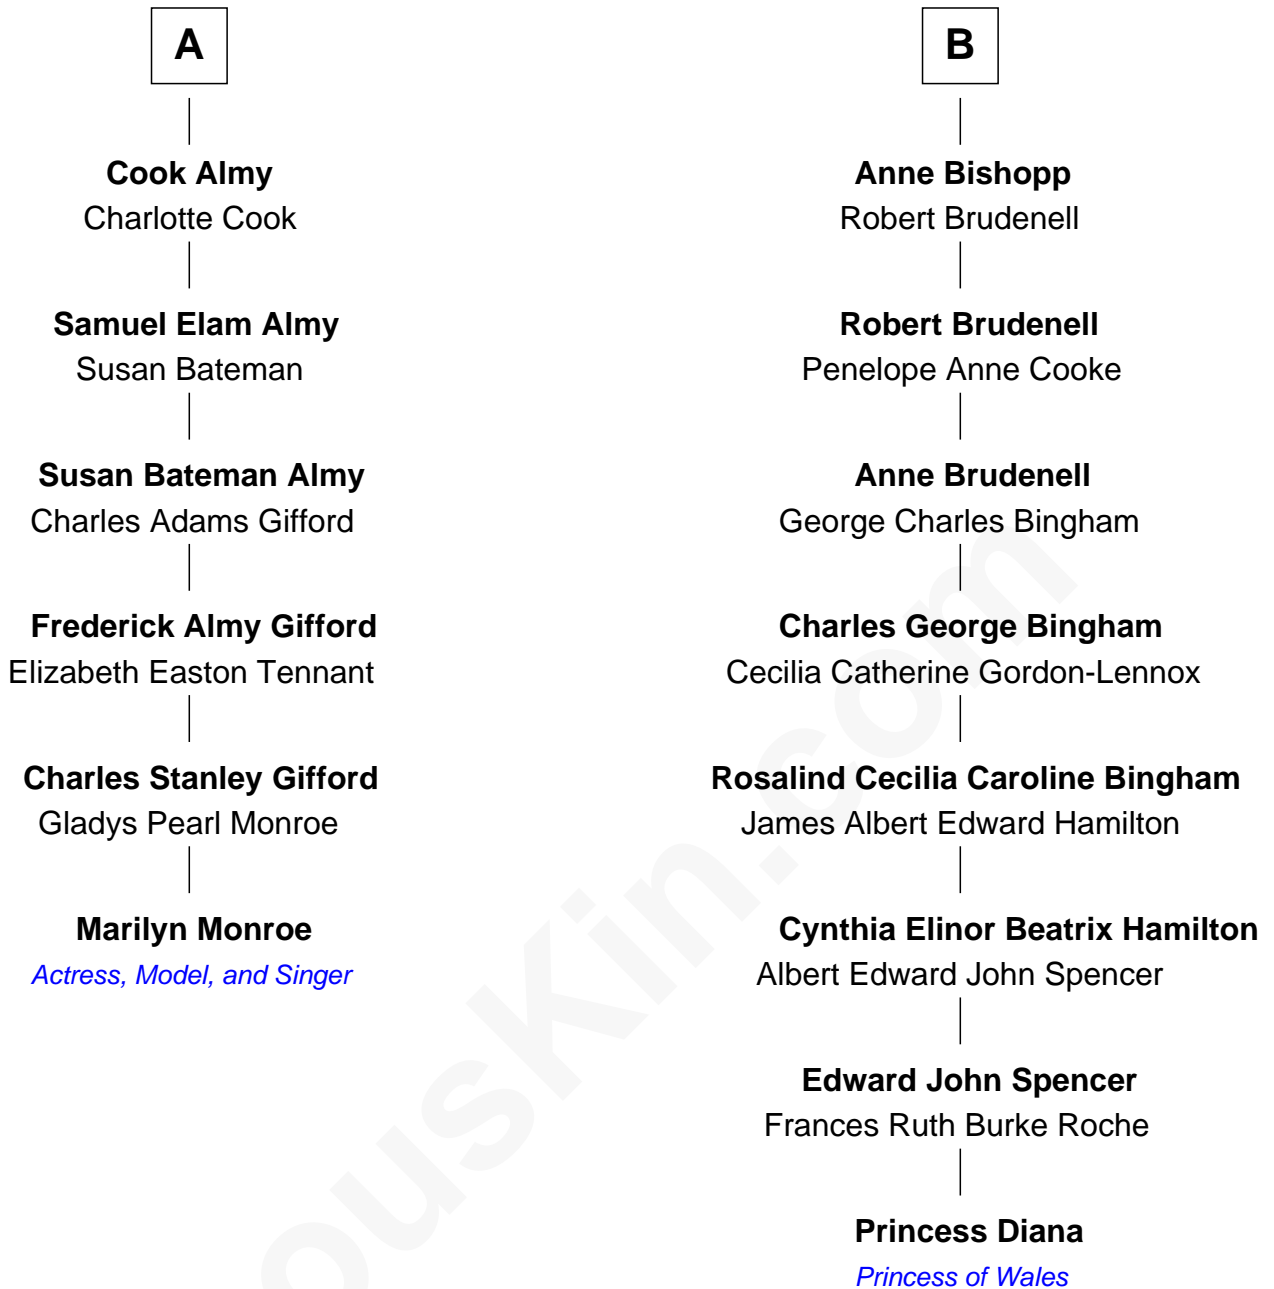 A
Cook Almy
Charlotte Cook
Samuel Elam Almy
Susan Bateman
Susan Bateman Almy
Charles Adams Gifford
Frederick Almy Gifford
Elizabeth Easton Tennant
Charles Stanley Gifford
Gladys Pearl Monroe
Marilyn Monroe
Actress, Model, and Singer
B
Anne Bishopp
Robert Brudenell
Robert Brudenell
Penelope Anne Cooke
Anne Brudenell
George Charles Bingham
Charles George Bingham
Cecilia Catherine Gordon-Lennox
Rosalind Cecilia Caroline Bingham
James Albert Edward Hamilton
Cynthia Elinor Beatrix Hamilton
Albert Edward John Spencer
Edward John Spencer
Frances Ruth Burke Roche
Princess Diana
Princess of Wales
ousKin.com